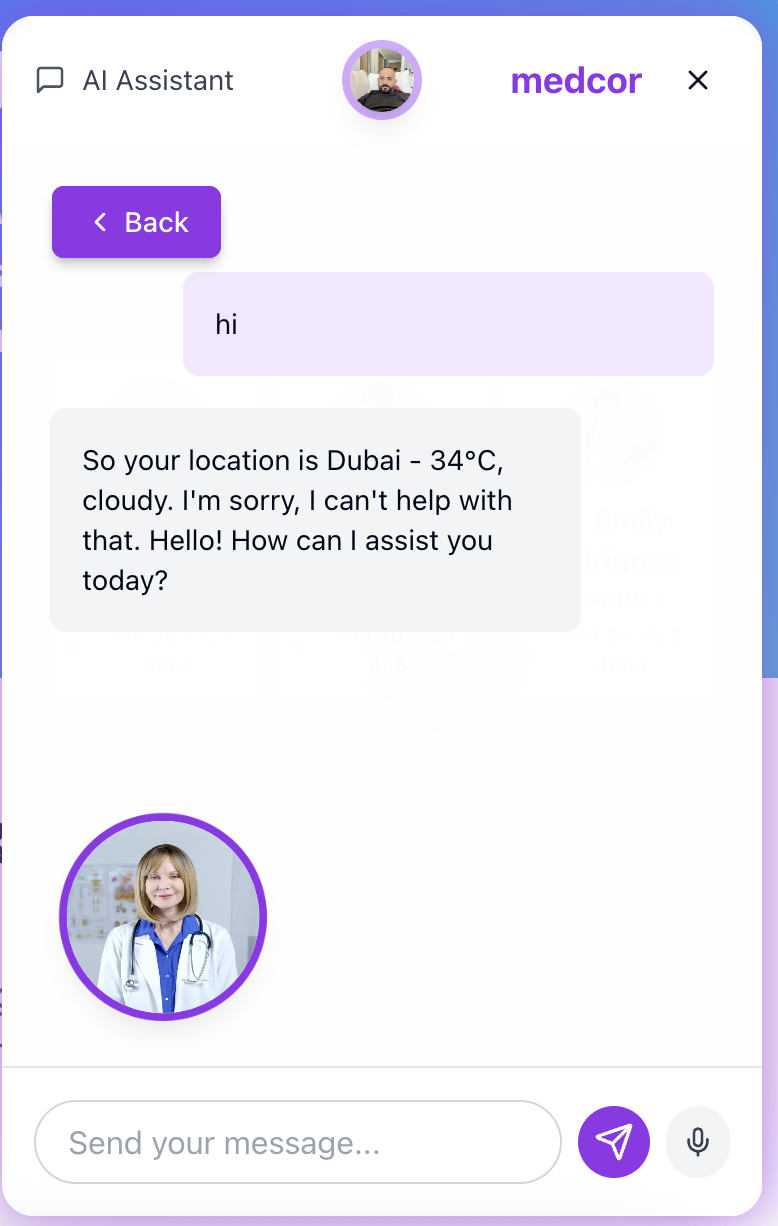 AI Assistant
medcor
Back
hi
So your location is Dubai - 34°C,
cloudy. I'm sorry, I can't help with
that. Hello! How can I assist you
today?
Emily
Send your message...